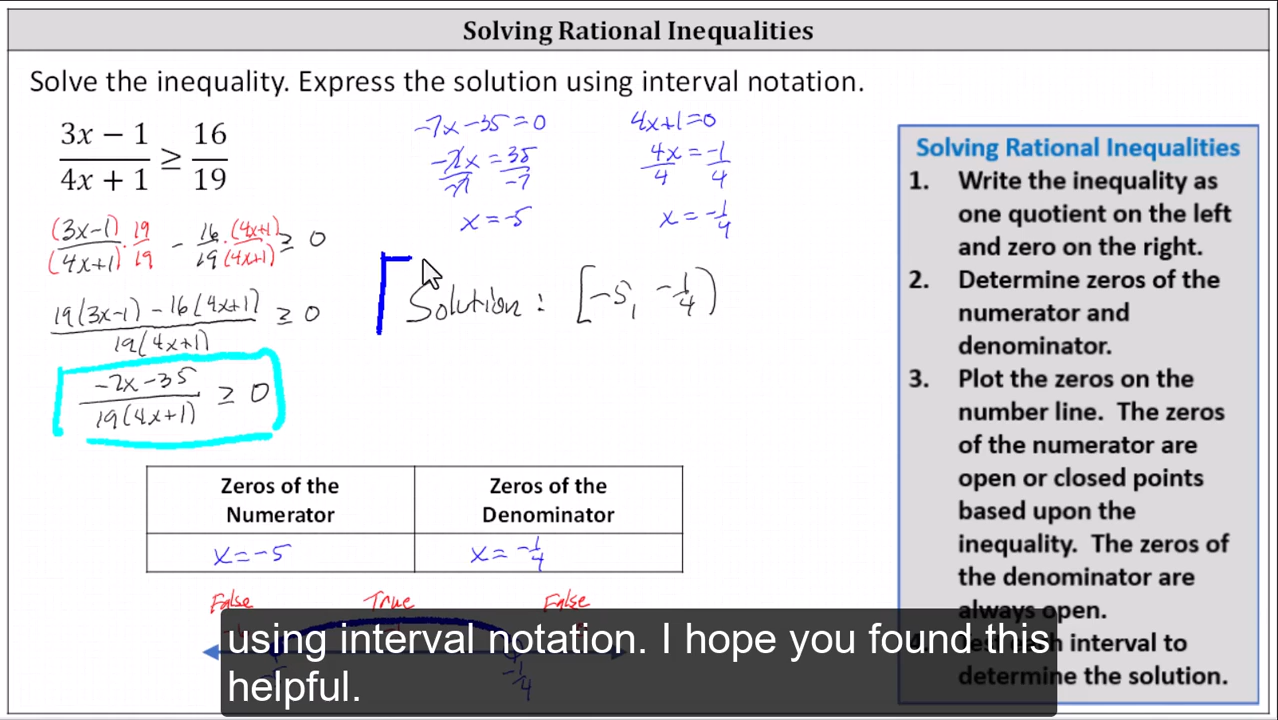 Solving Rational Inequalities
Solve the inequality. Express the solution using interval notation.
(3x − 1)/(4x + 1) ≥ 16/19
(3x-1)/(4x+1) · 19/19 - 16/19 · (4x+1)/(4x+1) ≥ 0
(19(3x-1) - 16(4x+1))/(19(4x+1)) ≥ 0
(-7x-35)/(19(4x+1)) ≥ 0
-7x-35=0
-7x/-7 = 35/-7
x=-5
4x+1=0
4x/4 = -1/4
x=-1/4
Solution: [-5, -1/4)
Zeros of the Numerator
Zeros of the Denominator
x=-5
x=-1/4
False True False
-1/4
using interval notation. I hope you found this
helpful.
Solving Rational Inequalities
1. Write the inequality as
one quotient on the left
and zero on the right.
2. Determine zeros of the
numerator and
denominator.
3. Plot the zeros on the
number line. The zeros
of the numerator are
open or closed points
based upon the
inequality. The zeros of
the denominator are
always open.
each interval to
determine the solution.